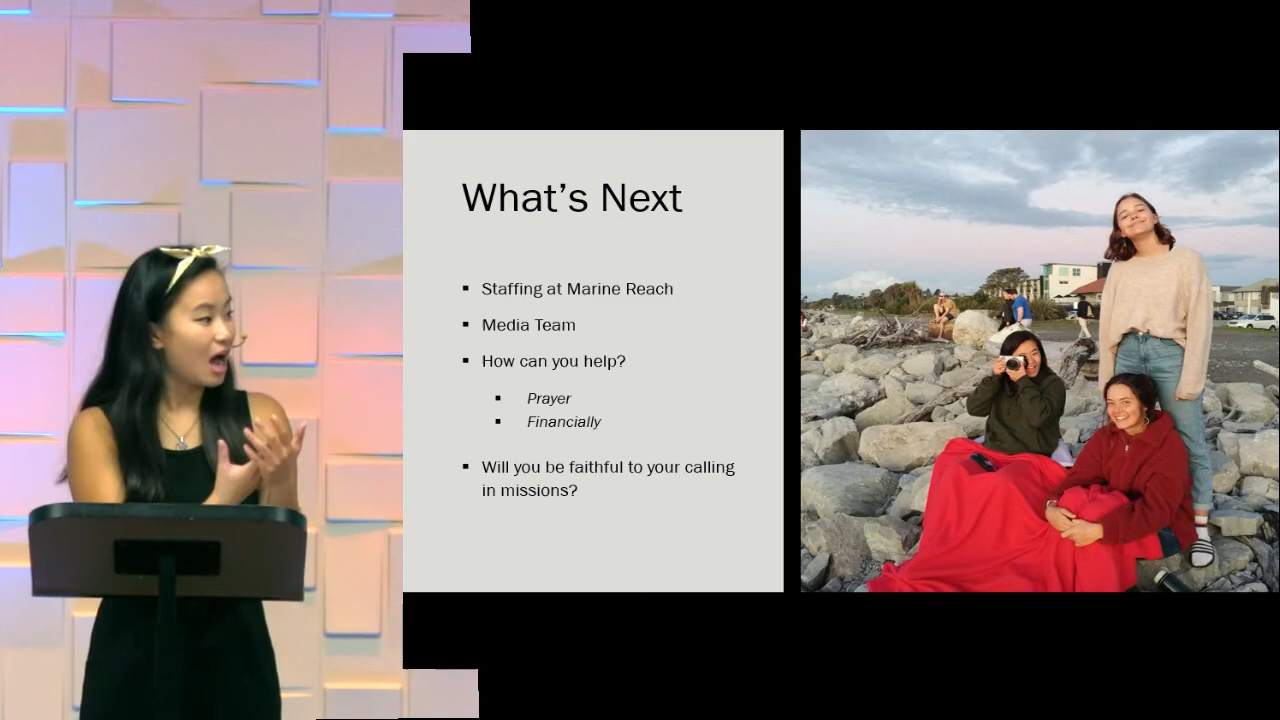 What’s Next
▪ Staffing at Marine Reach
▪ Media Team
▪ How can you help?
▪ Prayer
▪ Financially
▪ Will you be faithful to your calling
in missions?